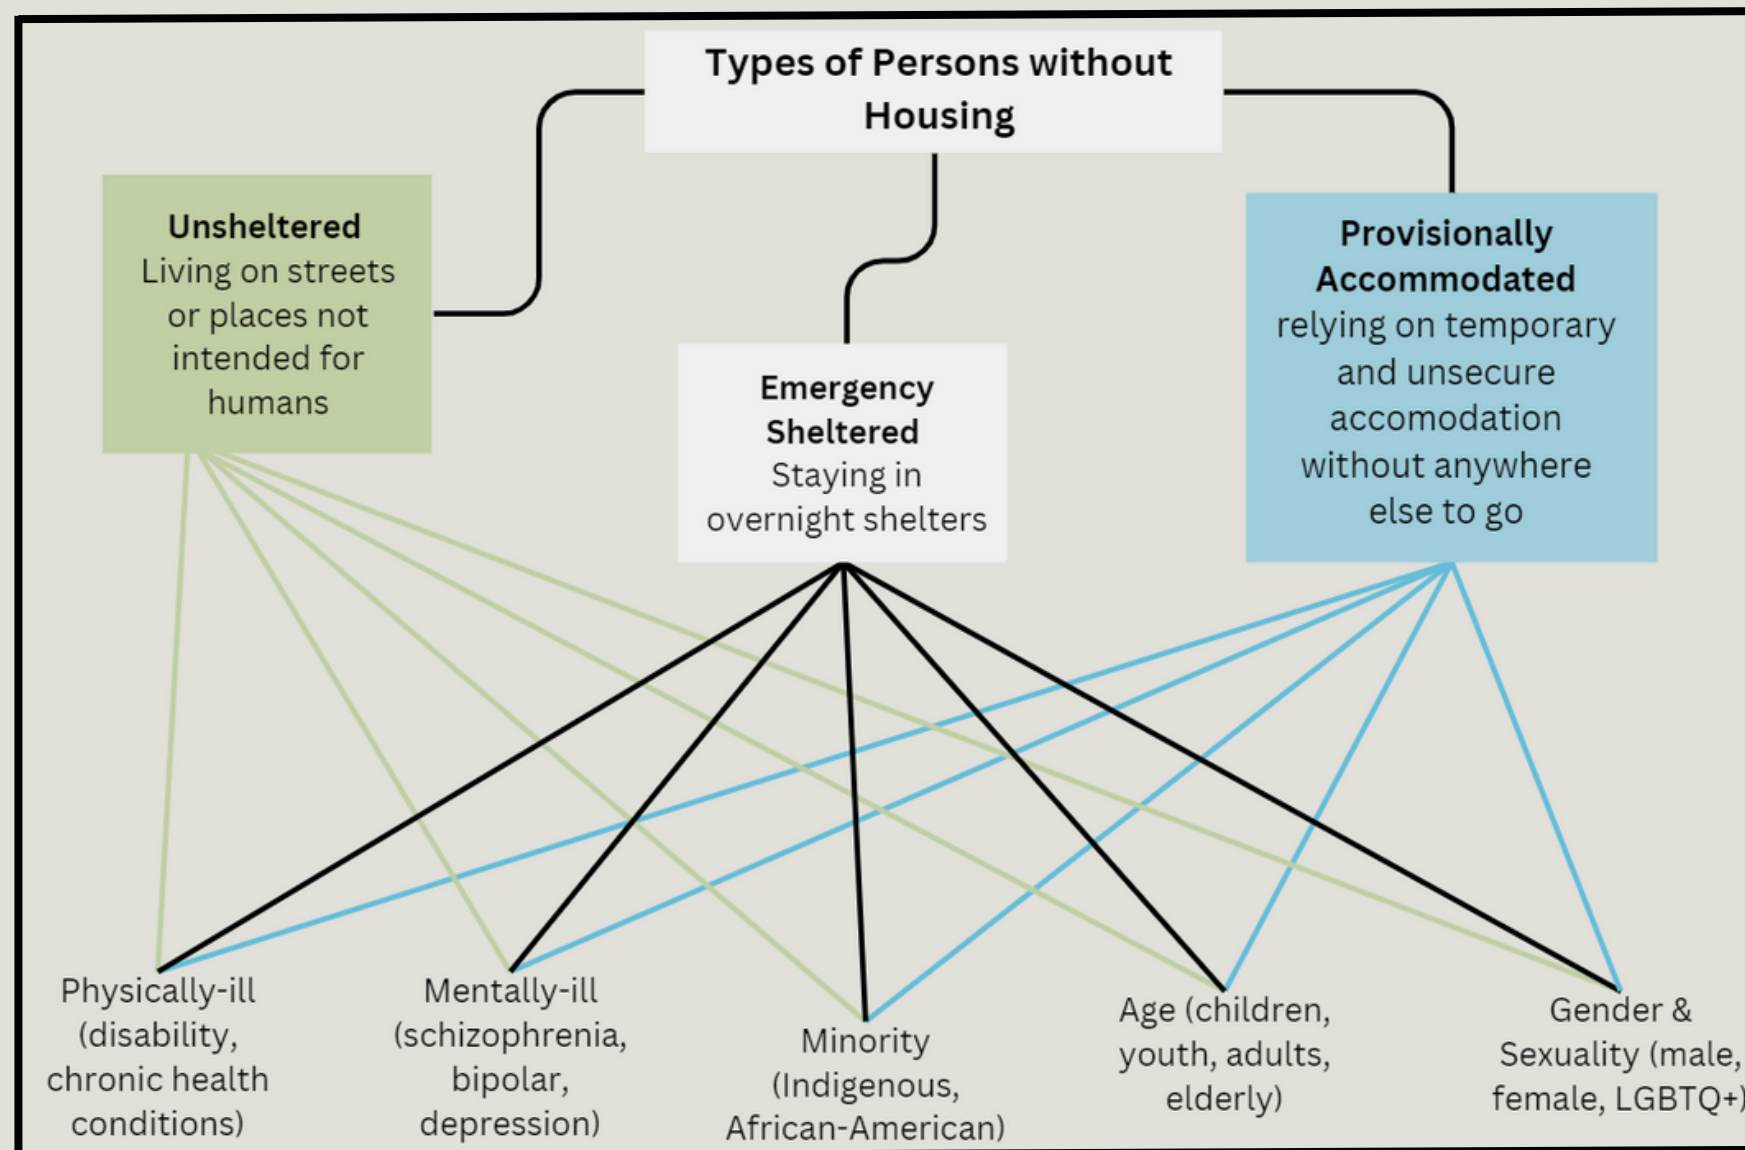 Types of Persons without
Housing
Unsheltered
Living on streets
or places not
intended for
humans
Emergency
Sheltered
Staying in
overnight shelters
Provisionally
Accommodated
relying on temporary
and unsecure
accomodation
without anywhere
else to go
Physically-ill
(disability,
chronic health
conditions)
Mentally-ill
(schizophrenia,
bipolar,
depression)
Minority
(Indigenous,
African-American)
Age (children,
youth, adults,
elderly)
Gender &
Sexuality (male,
female, LGBTQ+)